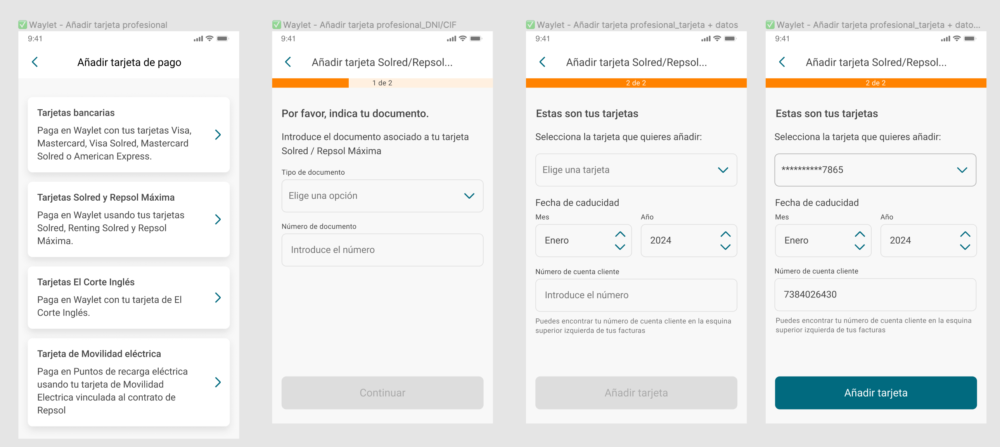 Waylet - Añadir tarjeta profesional
9:41
Añadir tarjeta de pago
Tarjetas bancarias
Paga en Waylet con tus tarjetas Visa,
Mastercard, Visa Solred, Mastercard
Solred o American Express.
Tarjetas Solred y Repsol Máxima
Paga en Waylet usando tus tarjetas
Solred, Renting Solred y Repsol
Máxima.
Tarjetas El Corte Inglés
Paga en Waylet con tu tarjeta de El
Corte Inglés.
Tarjeta de Movilidad eléctrica
Paga en Puntos de recarga eléctrica
usando tu tarjeta de Movilidad
Electrica vinculada al contrato de
Repsol
Waylet - Añadir tarjeta profesional_DNI/CIF
9:41
Añadir tarjeta Solred/Repsol...
1 de 2
Por favor, indica tu documento.
Introduce el documento asociado a tu tarjeta
Solred / Repsol Máxima
Tipo de documento
Elige una opción
Número de documento
Introduce el número
Continuar
Waylet - Añadir tarjeta profesional_tarjeta + datos
9:41
Añadir tarjeta Solred/Repsol...
2 de 2
Estas son tus tarjetas
Selecciona la tarjeta que quieres añadir:
Elige una tarjeta
Fecha de caducidad
Mes Año
Enero 2024
Número de cuenta cliente
Introduce el número
Puedes encontrar tu número de cuenta cliente en la esquina
superior izquierda de tus facturas
Añadir tarjeta
Waylet - Añadir tarjeta profesional_tarjeta + dato...
9:41
Añadir tarjeta Solred/Repsol...
2 de 2
Estas son tus tarjetas
Selecciona la tarjeta que quieres añadir:
**********7865
Fecha de caducidad
Mes Año
Enero 2024
Número de cuenta cliente
7384026430
Puedes encontrar tu número de cuenta cliente en la esquina
superior izquierda de tus facturas
Añadir tarjeta